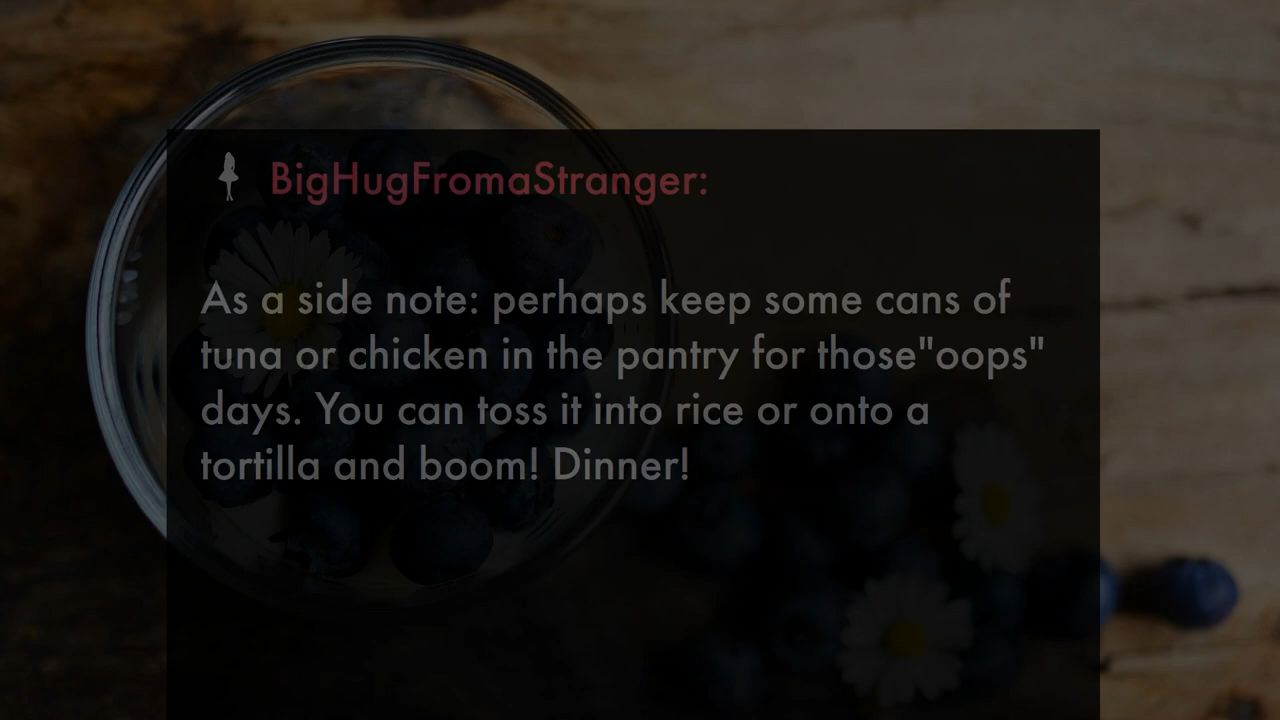 BigHugFromaStranger:
As a side note: perhaps keep some cans of
tuna or chicken in the pantry for those"oops"
days. You can toss it into rice or onto a
tortilla and boom! Dinner!